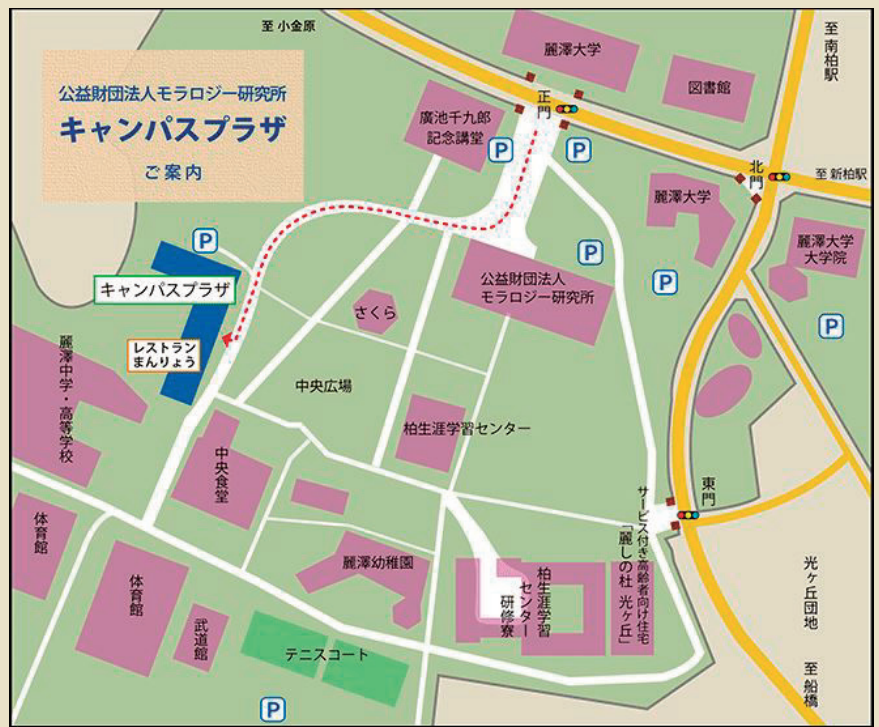 至 小金原
麗澤大学
至 南柏駅
公益財団法人モラロジー研究所
キャンパスプラザ
ご案内
廣池千九郎
記念講堂
正門
図書館
P
P
北門
至 新柏駅
麗澤大学
麗澤大学
大学院
P
P
P
P
キャンパスプラザ
公益財団法人
モラロジー研究所
さくら
レストラン
まんりょう
麗澤中学・高等学校
中央広場
柏生涯学習センター
中央食堂
東門
サービス付き高齢者向け住宅
「麗しの杜 光ヶ丘」
体育館
麗澤幼稚園
柏生涯学習
センター
研修寮
光ヶ丘団地
体育館
武道館
テニスコート
至 船橋
P